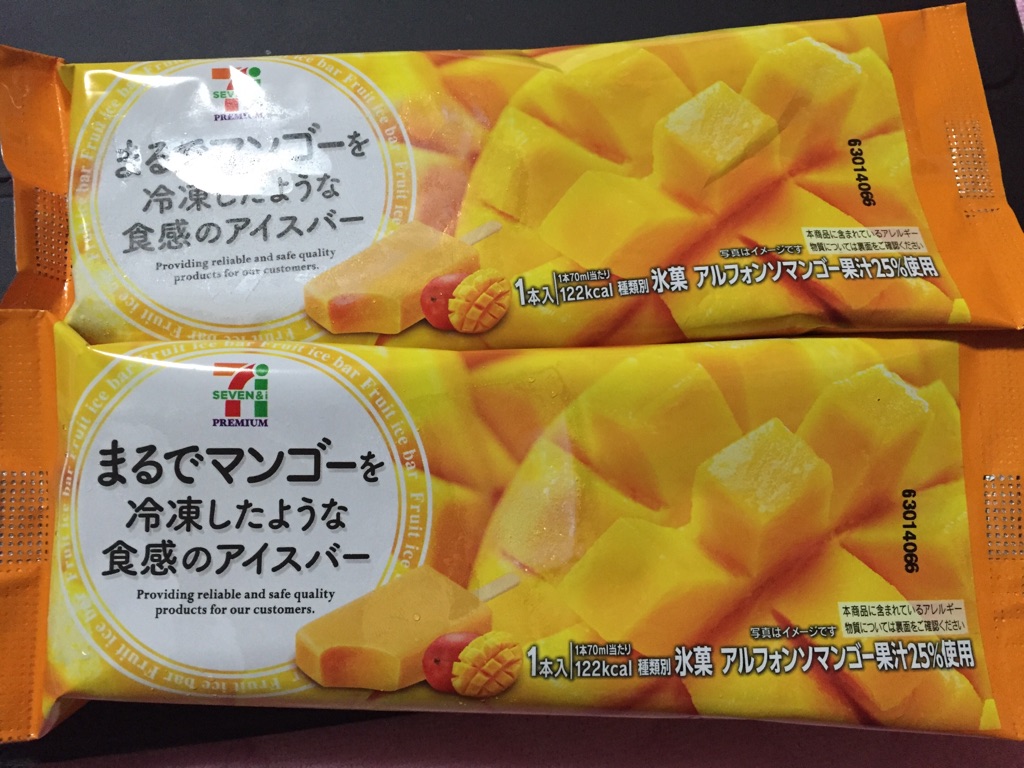 Fruit ice bar Fruit ice bar Fruit ice
SEVEN&i
PREMIUM
まるでマンゴーを
冷凍したような
食感のアイスバー
Providing reliable and safe quality
products for our customers.
63014066
本商品に含まれているアレルギー
物質については裏面をご確認ください
写真はイメージです
1本入
1本70ml当たり
122kcal
種類別 氷菓 アルフォンソマンゴー果汁25%使用
Fruit ice bar Fruit ice bar Fruit ice bar
SEVEN&i
PREMIUM
まるでマンゴーを
冷凍したような
食感のアイスバー
Providing reliable and safe quality
products for our customers.
63014066
本商品に含まれているアレルギー
物質については裏面をご確認ください
写真はイメージです
1本入
1本70ml当たり
122kcal
種類別 氷菓 アルフォンソマンゴー果汁25%使用